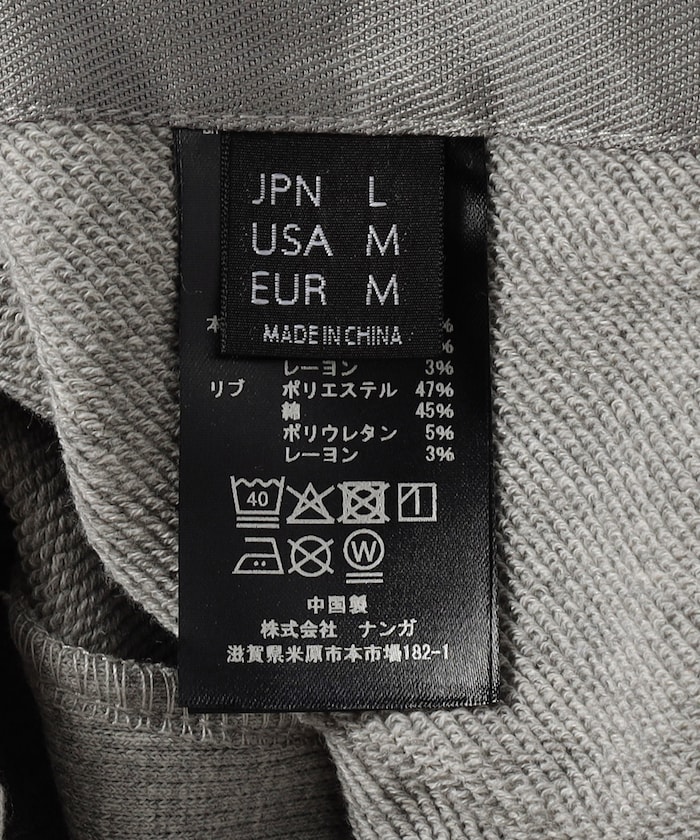 JPN L
USA M
EUR M
MADE IN CHINA
本
%
%
レーヨン 3%
リブ ポリエステル 47%
綿 45%
ポリウレタン 5%
レーヨン 3%
40
W
中国製
株式会社 ナンガ
滋賀県米原市本市場182-1